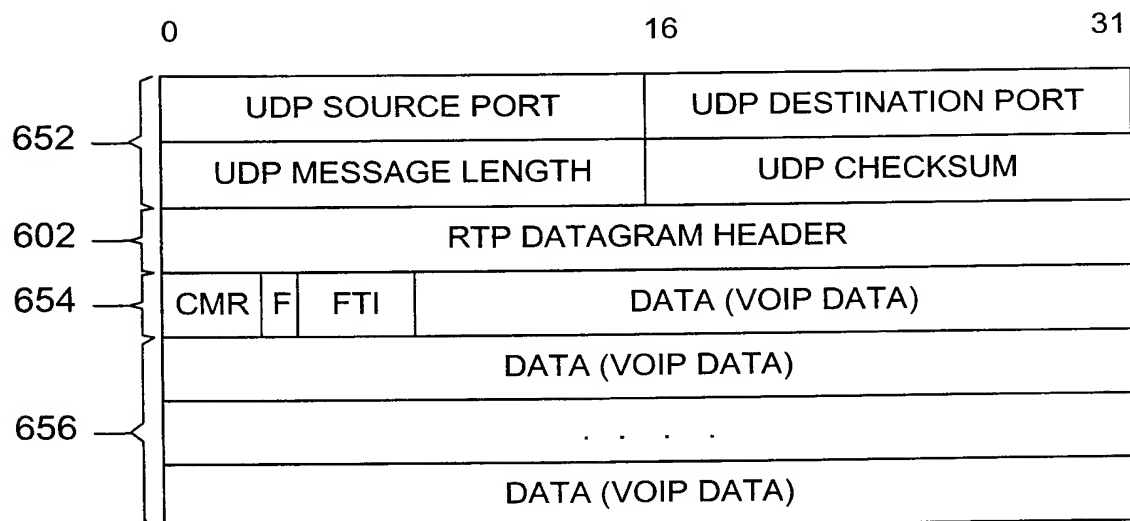 0 16 31
UDP SOURCE PORT UDP DESTINATION PORT
652
UDP MESSAGE LENGTH UDP CHECKSUM
602 RTP DATAGRAM HEADER
654 CMR F FTI DATA (VOIP DATA)
DATA (VOIP DATA)
656 . . . .
DATA (VOIP DATA)